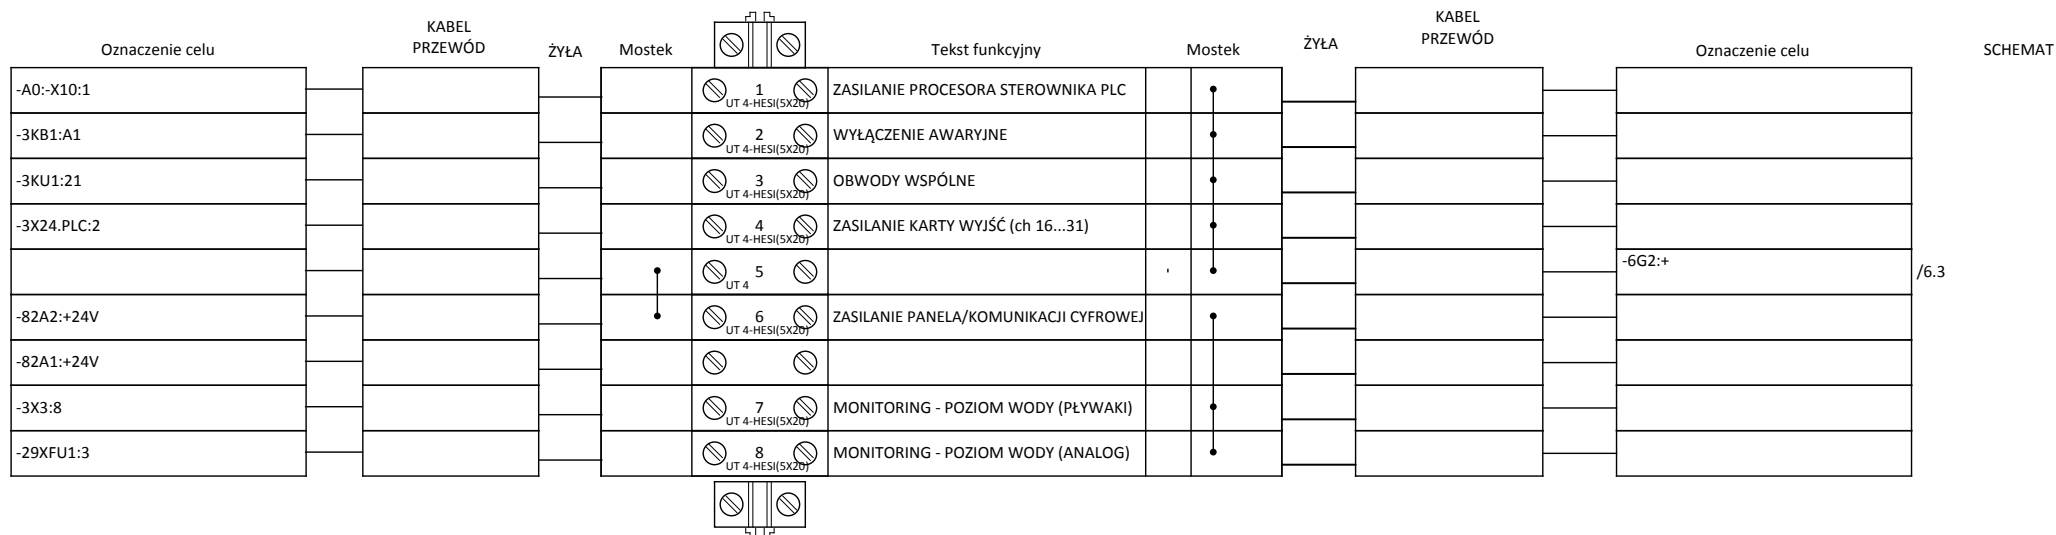 Oznaczenie celu
KABEL
PRZEWÓD
ŻYŁA
Mostek
Tekst funkcyjny
Mostek
ŻYŁA
KABEL
PRZEWÓD
Oznaczenie celu
SCHEMAT
-A0:-X10:1
1
UT 4-HESI(5X20)
ZASILANIE PROCESORA STEROWNIKA PLC
-3KB1:A1
2
UT 4-HESI(5X20)
WYŁĄCZENIE AWARYJNE
-3KU1:21
3
UT 4-HESI(5X20)
OBWODY WSPÓLNE
-3X24.PLC:2
4
UT 4-HESI(5X20)
ZASILANIE KARTY WYJŚĆ (ch 16...31)
5
UT 4
-6G2:+
/6.3
-82A2:+24V
6
UT 4-HESI(5X20)
ZASILANIE PANELA/KOMUNIKACJI CYFROWEJ
-82A1:+24V
-3X3:8
7
UT 4-HESI(5X20)
MONITORING - POZIOM WODY (PŁYWAKI)
-29XFU1:3
8
UT 4-HESI(5X20)
MONITORING - POZIOM WODY (ANALOG)